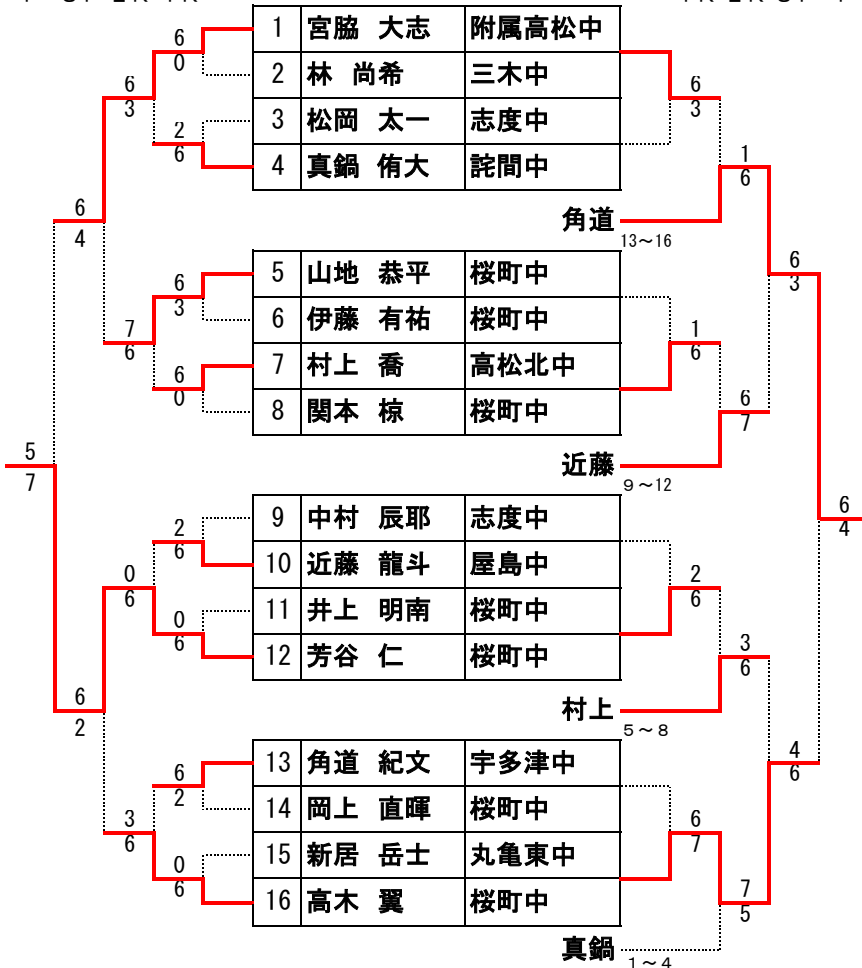 1 宮脇 大志 附属高松中
2 林 尚希 三木中
3 松岡 太一 志度中
4 真鍋 侑大 詫間中
角道
13～16
5 山地 恭平 桜町中
6 伊藤 有祐 桜町中
7 村上 喬 高松北中
8 関本 椋 桜町中
近藤
９～12
9 中村 辰耶 志度中
10 近藤 龍斗 屋島中
11 井上 明南 桜町中
12 芳谷 仁 桜町中
村上
５～８
13 角道 紀文 宇多津中
14 岡上 直暉 桜町中
15 新居 岳士 丸亀東中
16 高木 翼 桜町中
真鍋
１～４
6
0
2
6
6
3
6
3
6
0
7
6
6
4
2
6
0
6
0
6
6
2
0
6
3
6
6
2
5
7
6
3
1
6
1
6
6
7
6
3
2
6
3
6
6
7
7
5
4
6
6
4